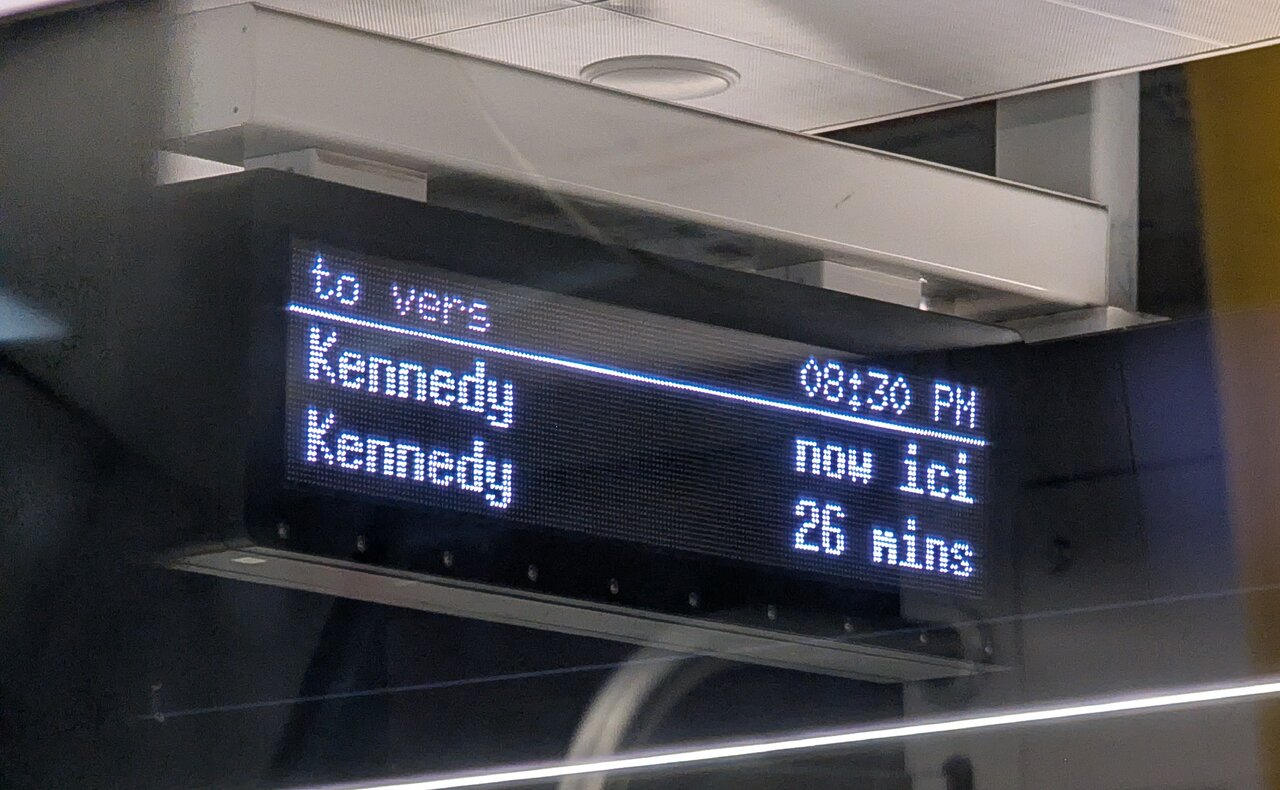 to vers 08:30 PM
Kennedy now ici
Kennedy 26 mins